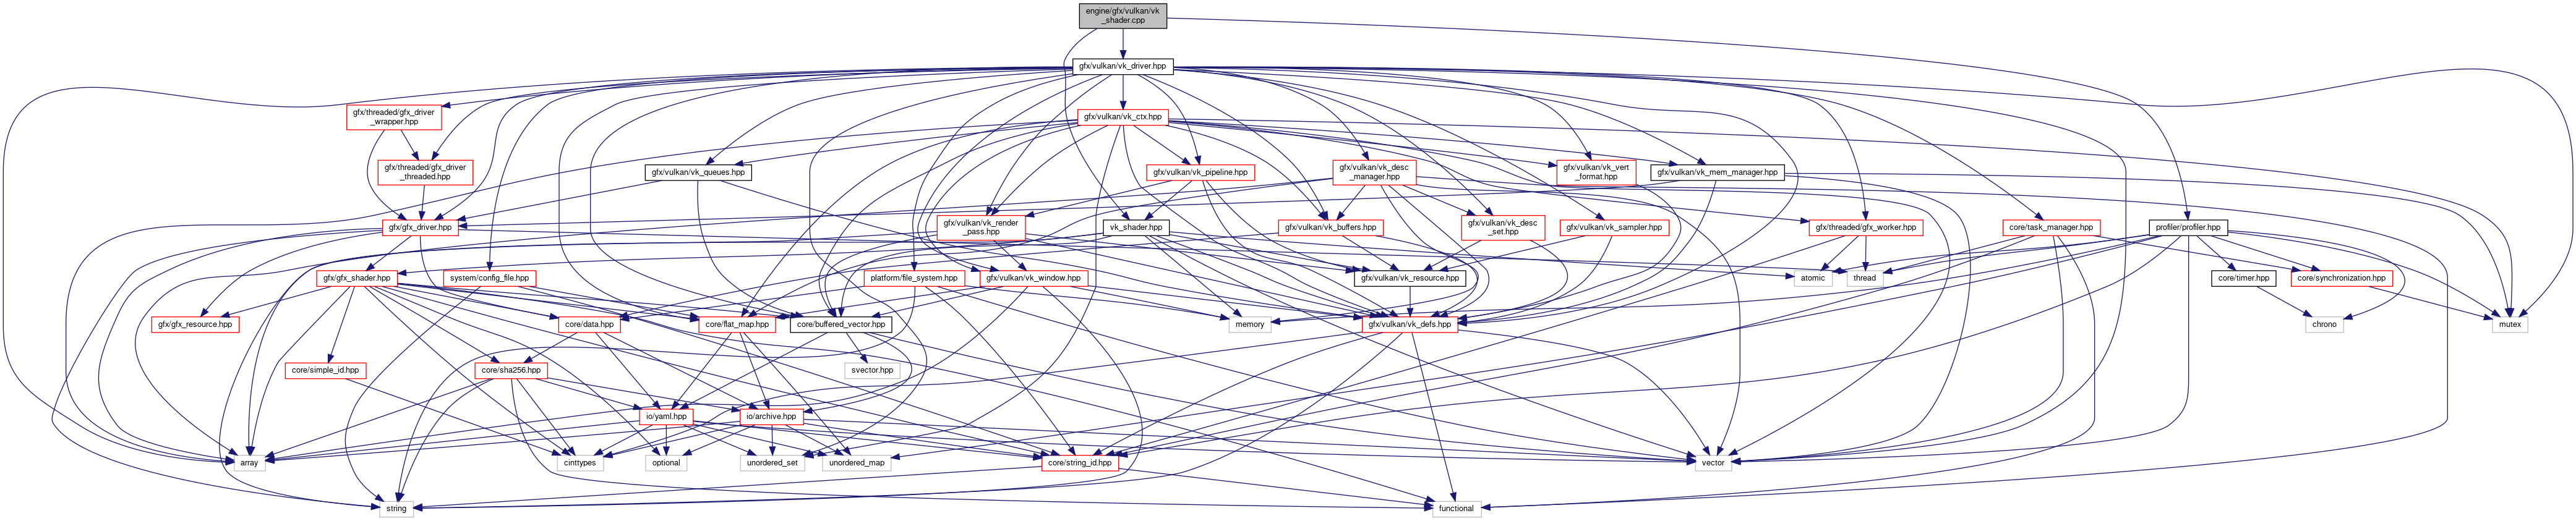 engine/gfx/vulkan/vk
_shader.cpp
gfx/vulkan/vk_driver.hpp
gfx/threaded/gfx_driver
_wrapper.hpp
gfx/vulkan/vk_ctx.hpp
gfx/threaded/gfx_driver
_threaded.hpp
gfx/vulkan/vk_queues.hpp
gfx/vulkan/vk_pipeline.hpp
gfx/vulkan/vk_desc
_manager.hpp
gfx/vulkan/vk_vert
_format.hpp
gfx/vulkan/vk_mem_manager.hpp
gfx/gfx_driver.hpp
gfx/vulkan/vk_render
_pass.hpp
vk_shader.hpp
gfx/vulkan/vk_buffers.hpp
gfx/vulkan/vk_desc
_set.hpp
gfx/vulkan/vk_sampler.hpp
gfx/threaded/gfx_worker.hpp
core/task_manager.hpp
profiler/profiler.hpp
gfx/gfx_shader.hpp
system/config_file.hpp
platform/file_system.hpp
gfx/vulkan/vk_window.hpp
gfx/vulkan/vk_resource.hpp
atomic
thread
core/timer.hpp
core/synchronization.hpp
gfx/gfx_resource.hpp
core/data.hpp
core/flat_map.hpp
core/buffered_vector.hpp
memory
gfx/vulkan/vk_defs.hpp
chrono
mutex
core/simple_id.hpp
core/sha256.hpp
svector.hpp
io/yaml.hpp
io/archive.hpp
array
cinttypes
optional
unordered_set
unordered_map
core/string_id.hpp
vector
string
functional